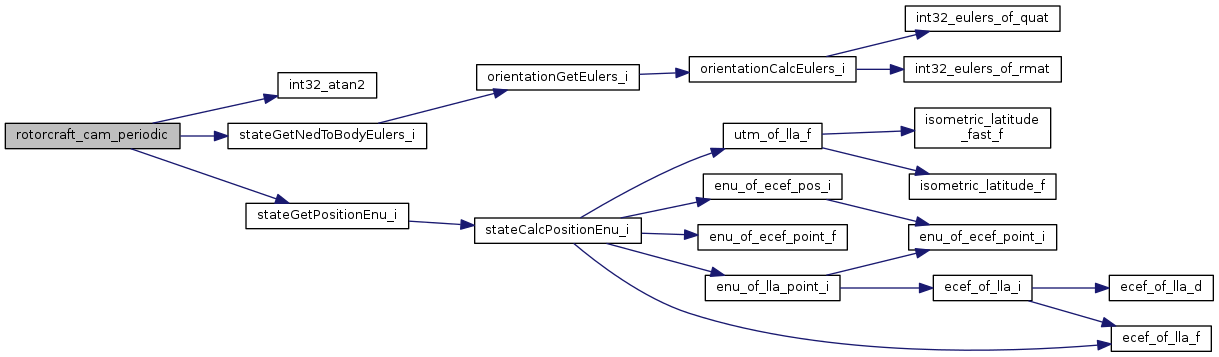 rotorcraft_cam_periodic
int32_atan2
stateGetNedToBodyEulers_i
stateGetPositionEnu_i
orientationGetEulers_i
stateCalcPositionEnu_i
orientationCalcEulers_i
utm_of_lla_f
enu_of_ecef_pos_i
enu_of_ecef_point_f
enu_of_lla_point_i
int32_eulers_of_quat
int32_eulers_of_rmat
isometric_latitude
_fast_f
isometric_latitude_f
enu_of_ecef_point_i
ecef_of_lla_i
ecef_of_lla_d
ecef_of_lla_f